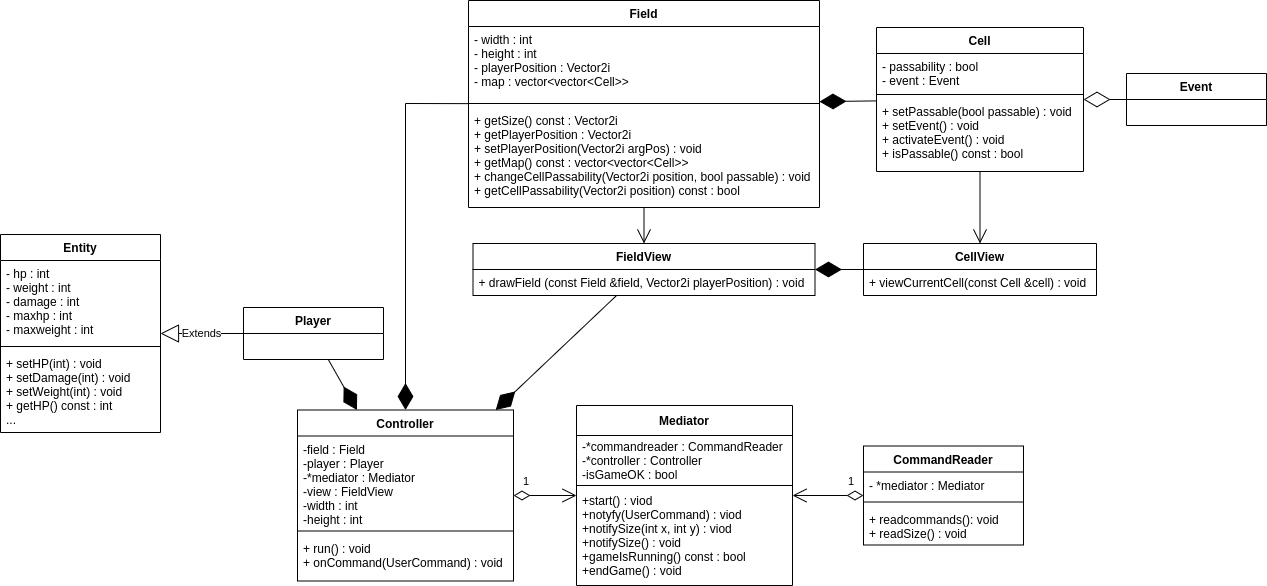 Field
- width : int
- height : int
- playerPosition : Vector2i
- map : vector<vector<Cell>>
+ getSize() const : Vector2i
+ getPlayerPosition : Vector2i
+ setPlayerPosition(Vector2i argPos) : void
+ getMap() const : vector<vector<Cell>>
+ changeCellPassability(Vector2i position, bool passable) : void
+ getCellPassability(Vector2i position) const : bool
Cell
- passability : bool
- event : Event
+ setPassable(bool passable) : void
+ setEvent() : void
+ activateEvent() : void
+ isPassable() const : bool
Event
Entity
- hp : int
- weight : int
- damage : int
- maxhp : int
- maxweight : int
+ setHP(int) : void
+ setDamage(int) : void
+ setWeight(int) : void
+ getHP() const : int
...
Extends
Player
FieldView
+ drawField (const Field &field, Vector2i playerPosition) : void
CellView
+ viewCurrentCell(const Cell &cell) : void
Controller
-field : Field
-player : Player
-*mediator : Mediator
-view : FieldView
-width : int
-height : int
+ run() : void
+ onCommand(UserCommand) : void
1
Mediator
-*commandreader : CommandReader
-*controller : Controller
-isGameOK : bool
+start() : viod
+notyfy(UserCommand) : viod
+notifySize(int x, int y) : viod
+notifySize() : void
+gameIsRunning() const : bool
+endGame() : void
1
CommandReader
- *mediator : Mediator
+ readcommands(): void
+ readSize() : void